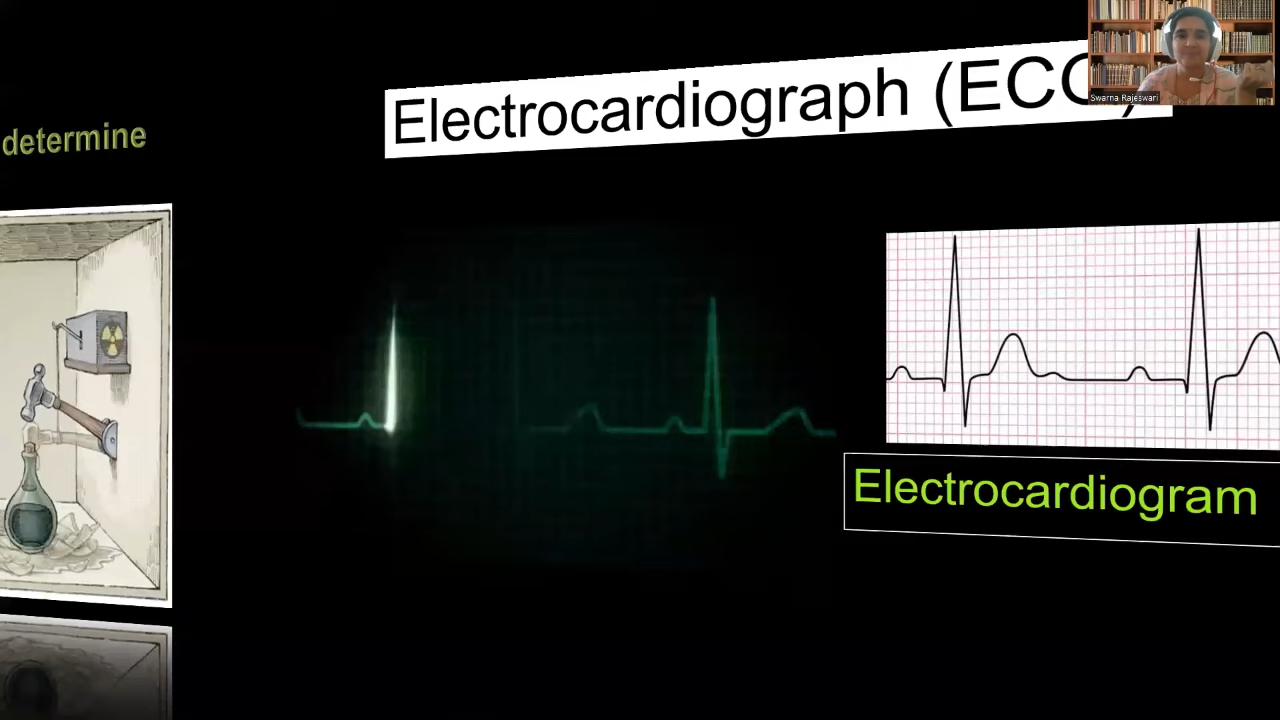 Electrocardiograph (ECG)
Swarna Rajeswari
determine
Electrocardiogram